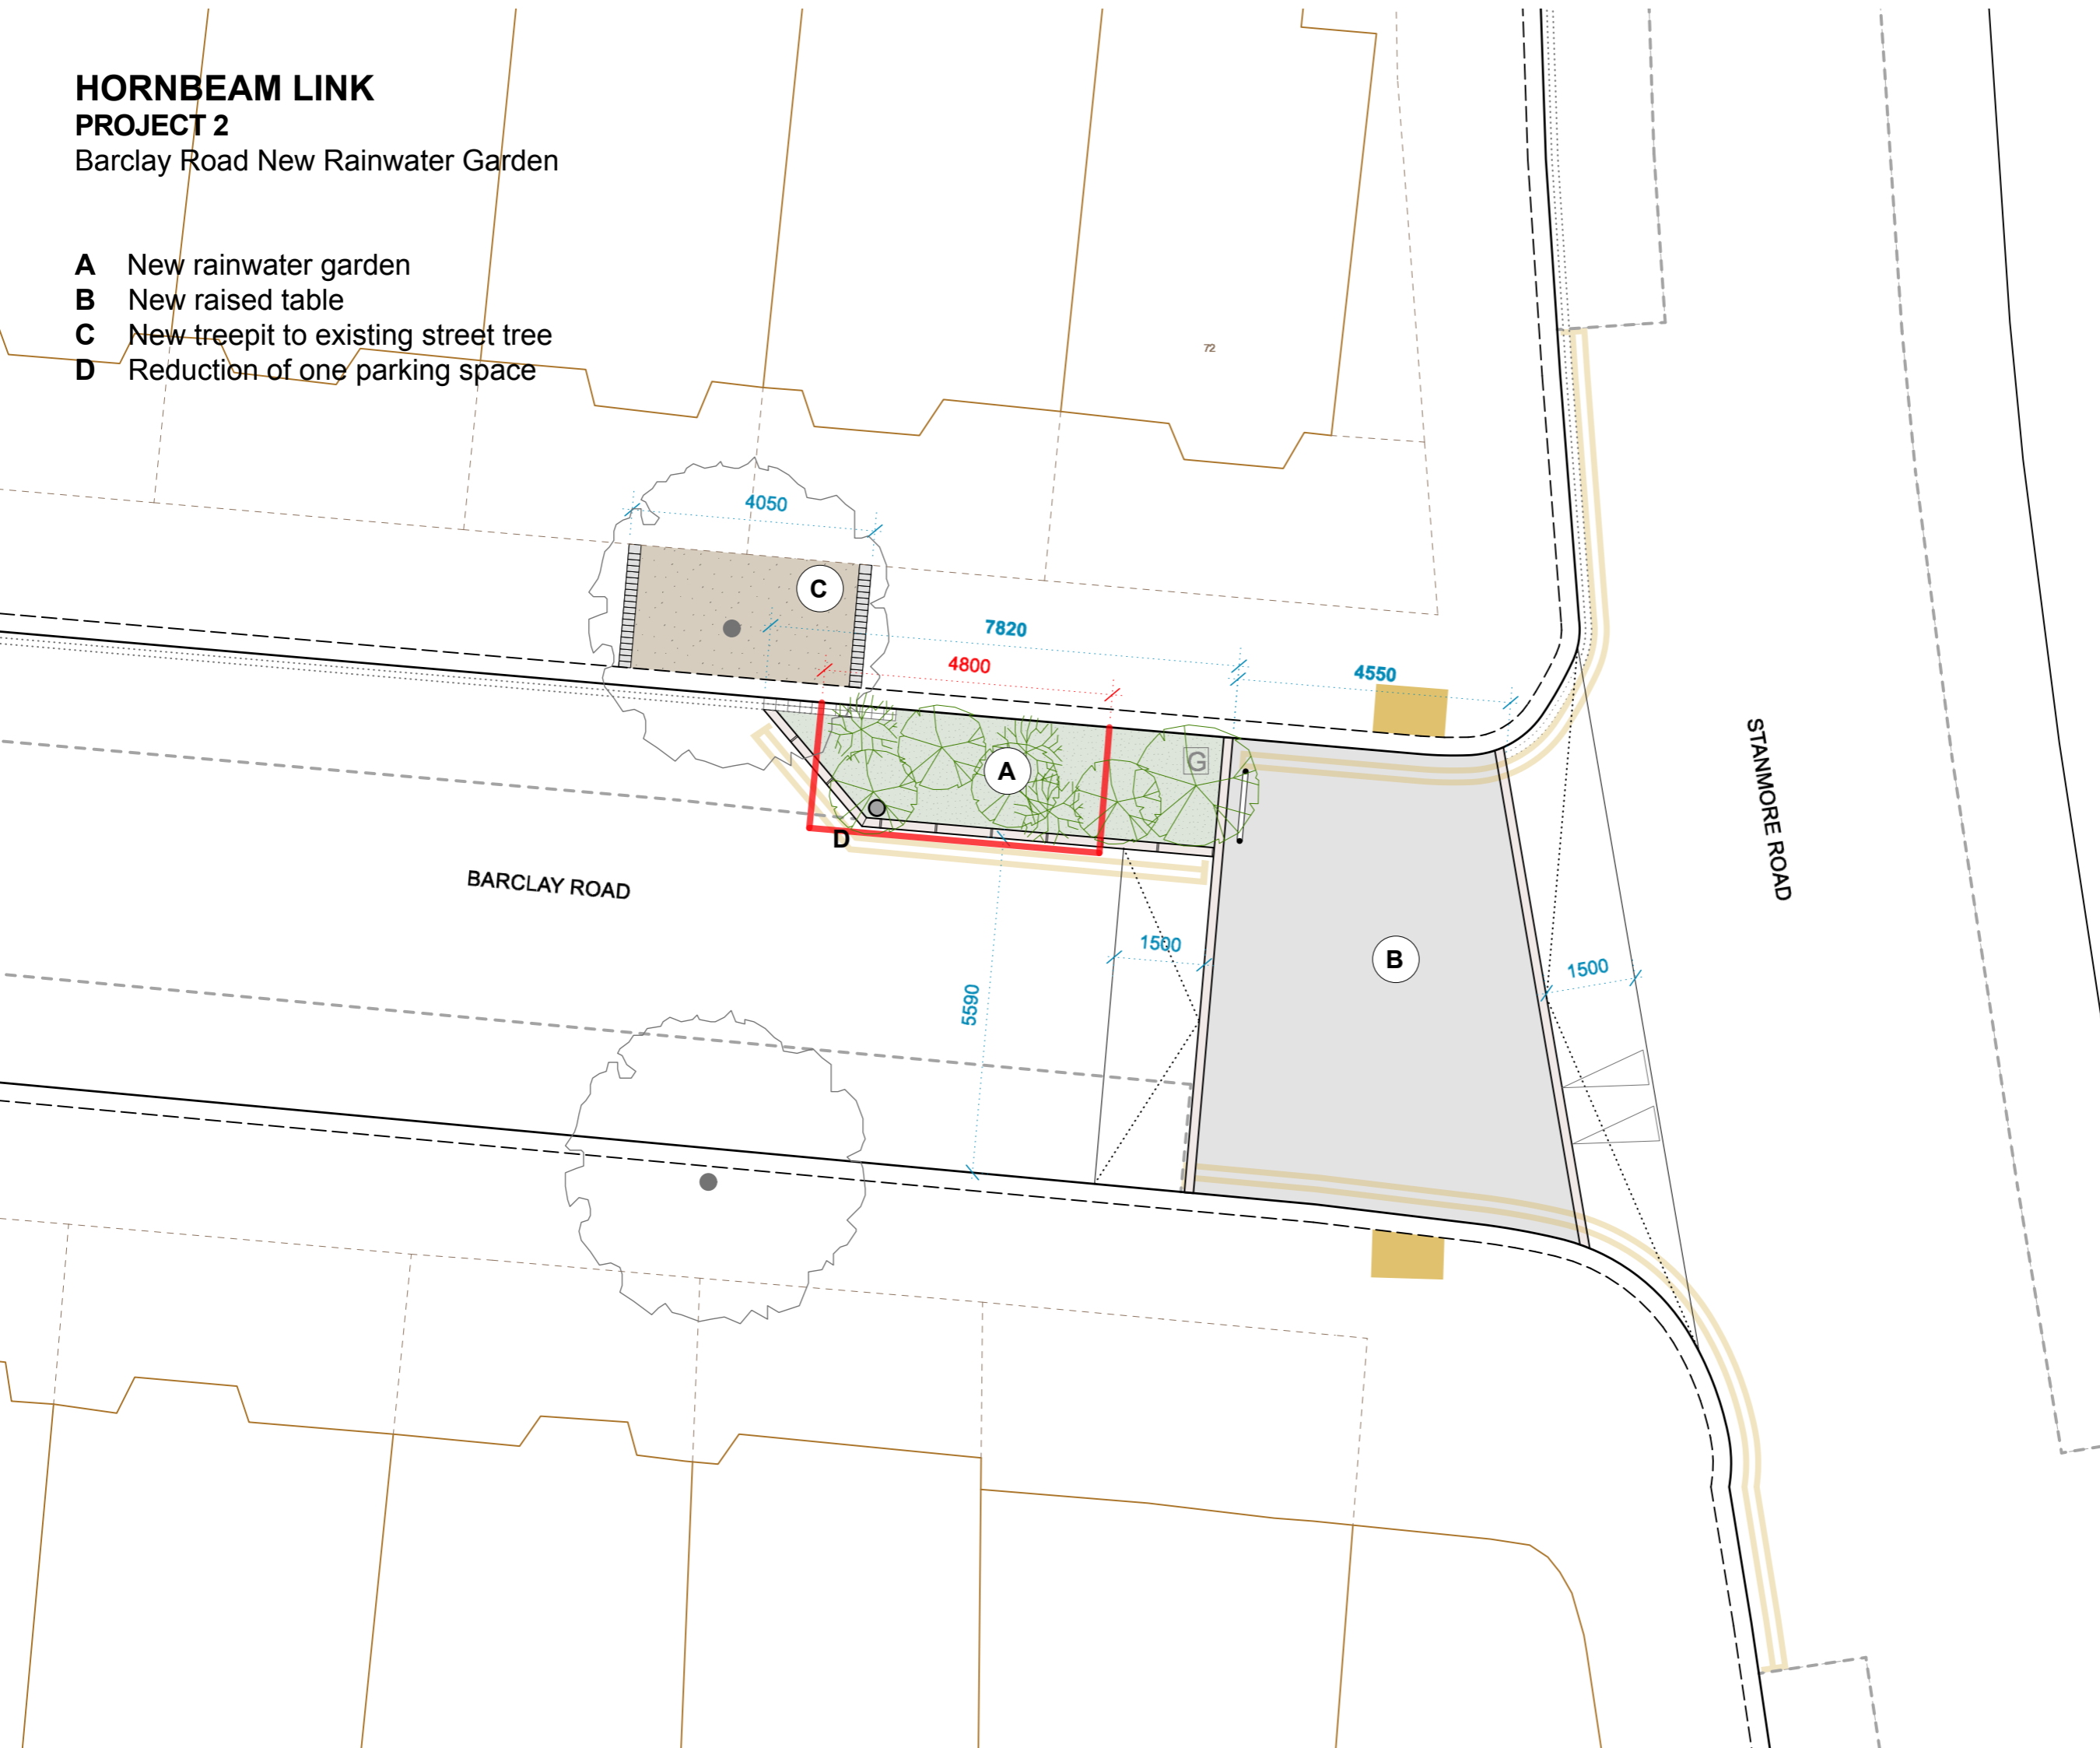 HORNBEAM LINK
PROJECT 2
Barclay Road New Rainwater Garden
A New rainwater garden
B New raised table
C New treepit to existing street tree
D Reduction of one parking space
72
4050
C
7820
4800
4550
G
A
D
BARCLAY ROAD
STANMORE ROAD
1500
B
1500
5590